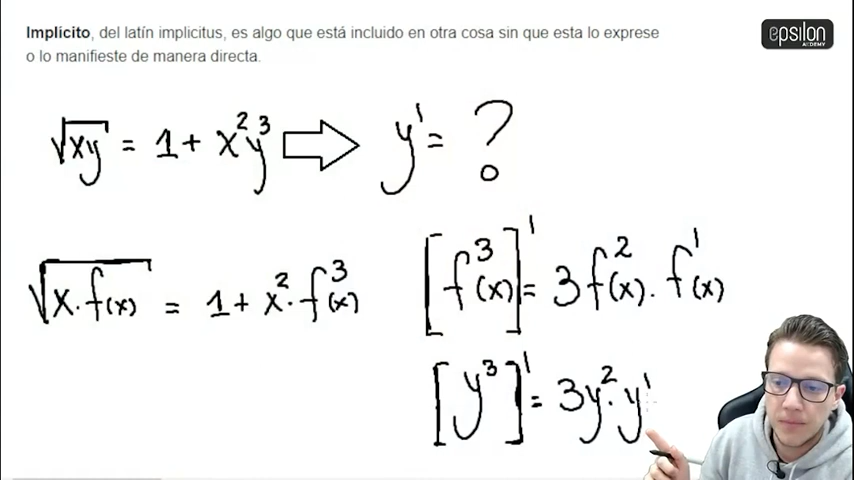 Implícito, del latín implicitus, es algo que está incluido en otra cosa sin que esta lo exprese
o lo manifieste de manera directa.
epsilon
ACADEMY
√xy = 1 + x²y³ ⇒ y' = ?
√x·f(x) = 1 + x²·f³(x)
[f³(x)]' = 3f²(x)·f'(x)
[y³]' = 3y²·y'